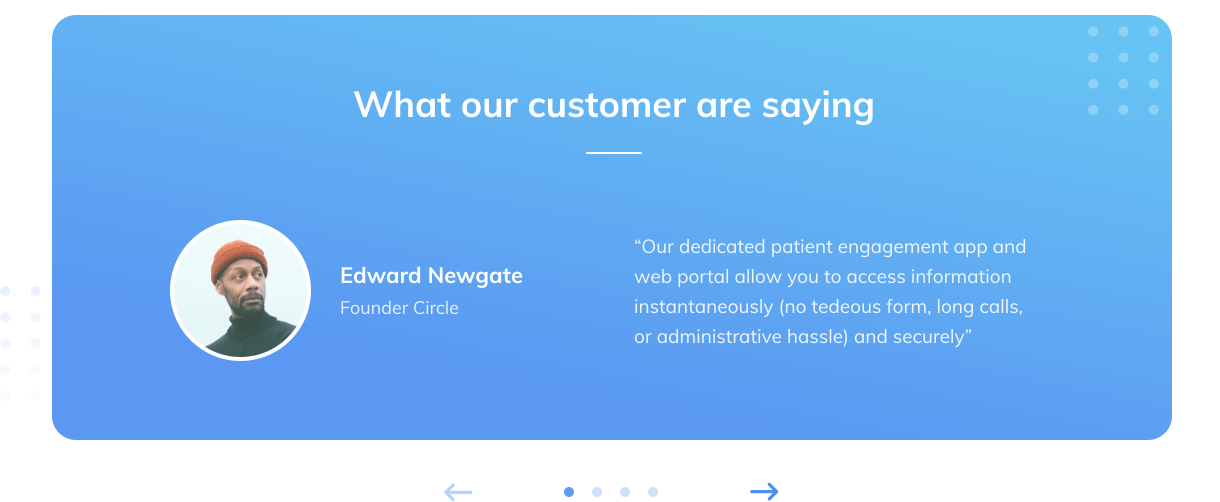 What our customer are saying
Edward Newgate
Founder Circle
“Our dedicated patient engagement app and
web portal allow you to access information
instantaneously (no tedeous form, long calls,
or administrative hassle) and securely”